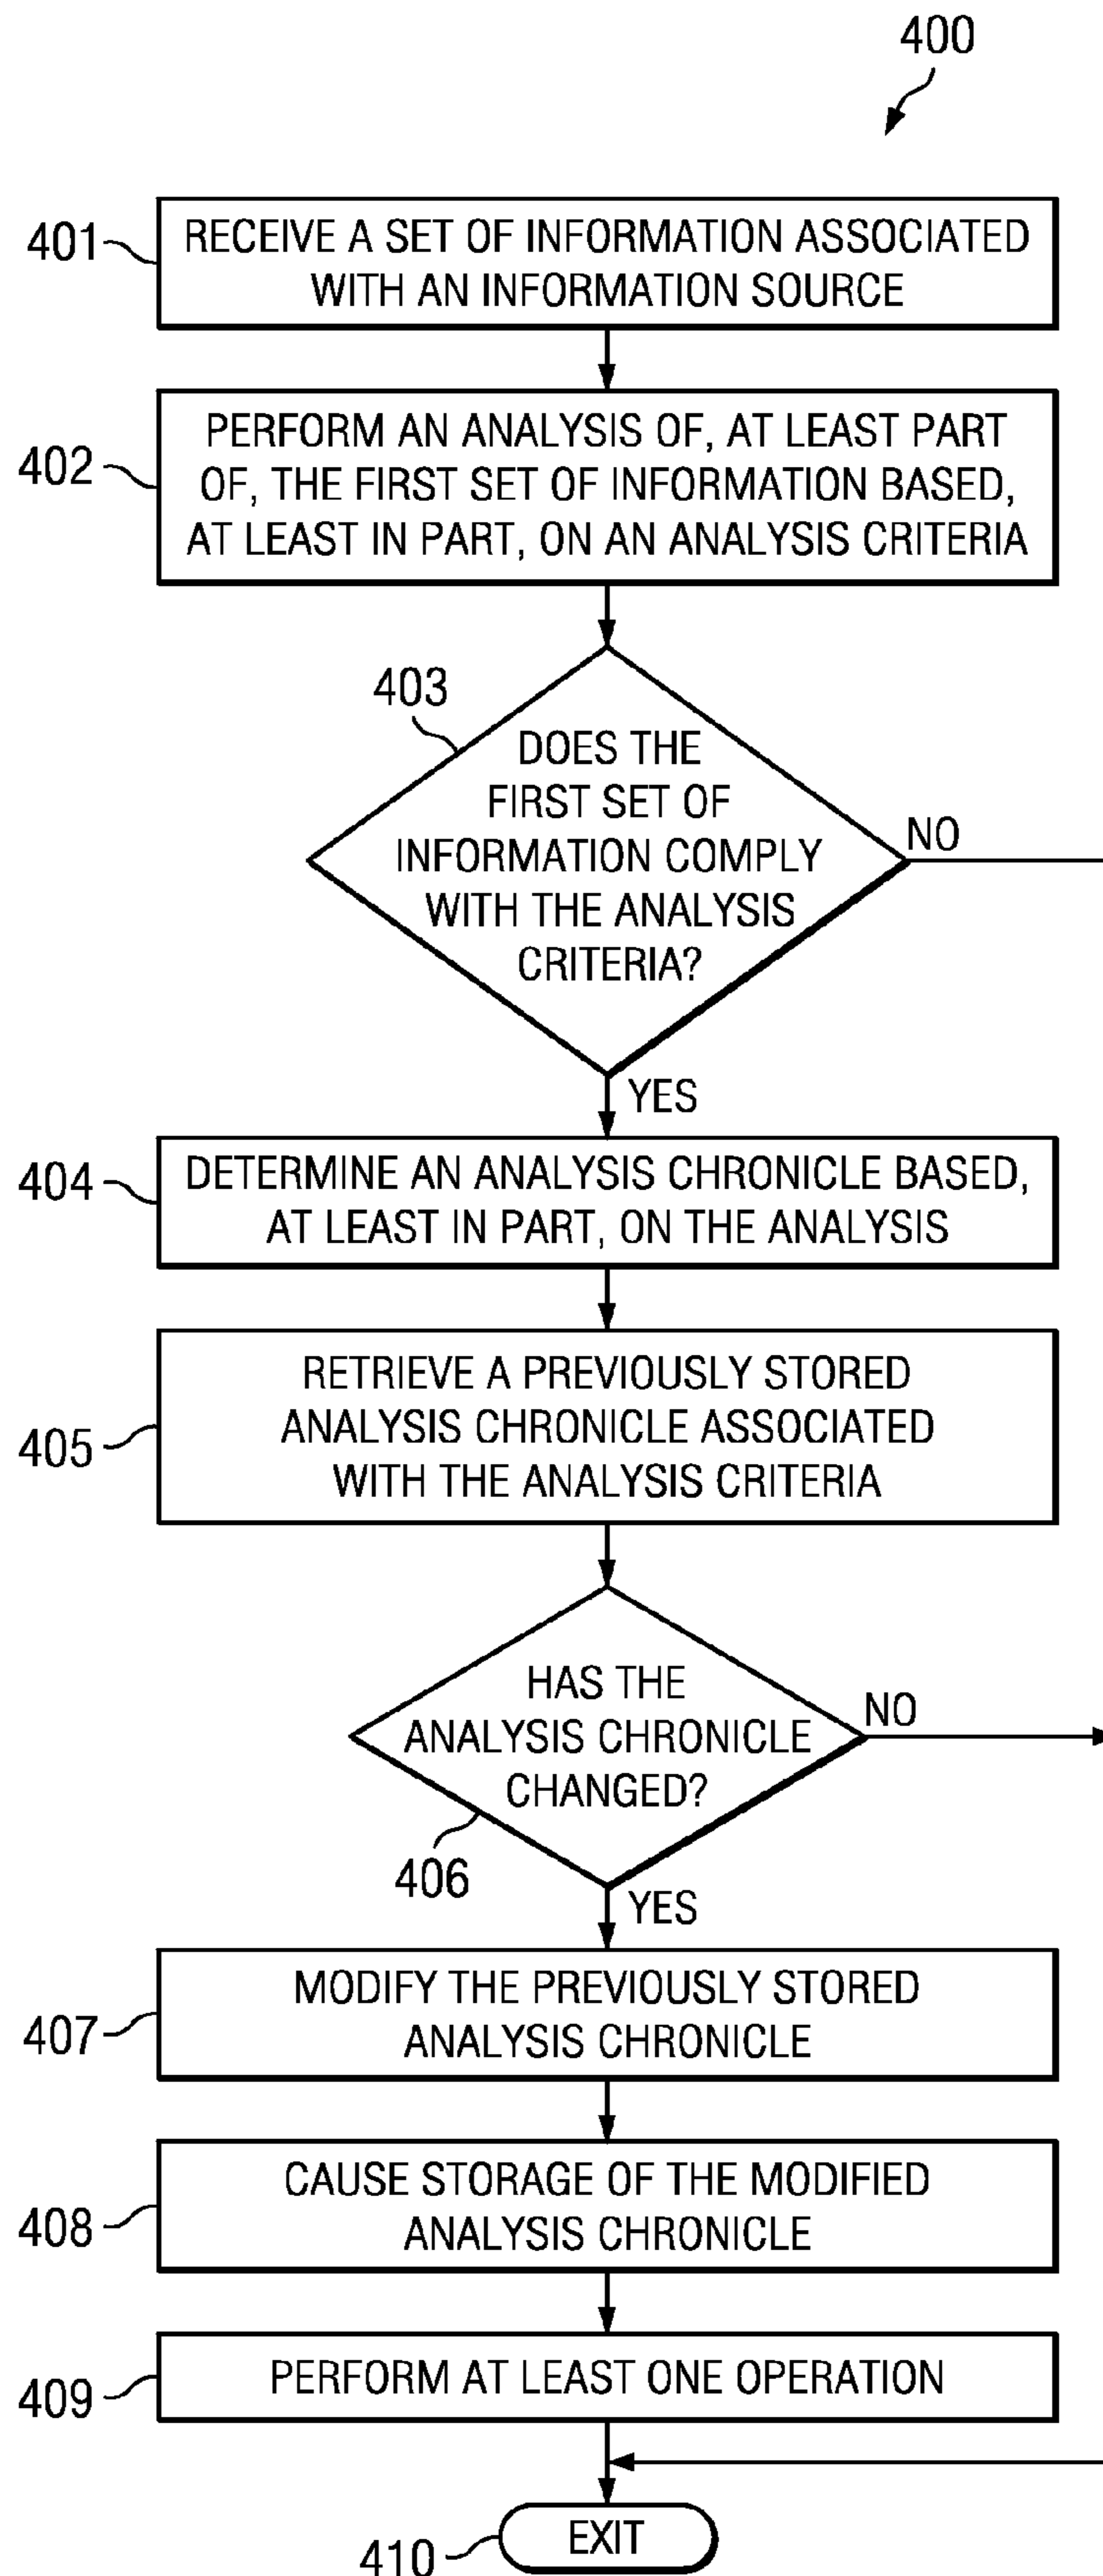 400
401
RECEIVE A SET OF INFORMATION ASSOCIATED
WITH AN INFORMATION SOURCE
402
PERFORM AN ANALYSIS OF, AT LEAST PART
OF, THE FIRST SET OF INFORMATION BASED,
AT LEAST IN PART, ON AN ANALYSIS CRITERIA
403
DOES THE
FIRST SET OF
INFORMATION COMPLY
WITH THE ANALYSIS
CRITERIA?
NO
YES
404
DETERMINE AN ANALYSIS CHRONICLE BASED,
AT LEAST IN PART, ON THE ANALYSIS
405
RETRIEVE A PREVIOUSLY STORED
ANALYSIS CHRONICLE ASSOCIATED
WITH THE ANALYSIS CRITERIA
HAS THE
ANALYSIS CHRONICLE
CHANGED?
NO
406
YES
407
MODIFY THE PREVIOUSLY STORED
ANALYSIS CHRONICLE
408
CAUSE STORAGE OF THE MODIFIED
ANALYSIS CHRONICLE
409
PERFORM AT LEAST ONE OPERATION
410
EXIT